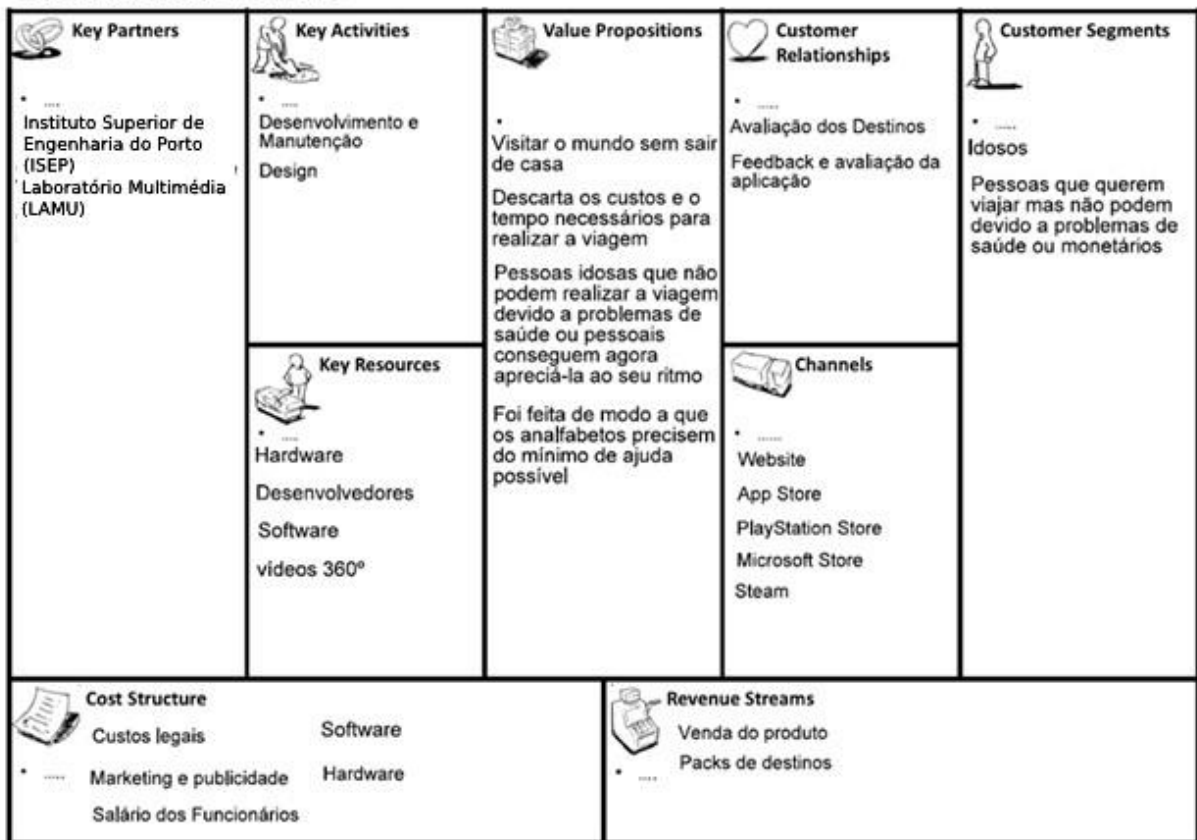 Key Partners
....
Instituto Superior de
Engenharia do Porto
(ISEP)
Laboratório Multimédia
(LAMU)
Key Activities
....
Desenvolvimento e
Manutenção
Design
Key Resources
....
Hardware
Desenvolvedores
Software
vídeos 360º
Value Propositions
Visitar o mundo sem sair
de casa
Descarta os custos e o
tempo necessários para
realizar a viagem
Pessoas idosas que não
podem realizar a viagem
devido a problemas de
saúde ou pessoais
conseguem agora
apreciá-la ao seu ritmo
Foi feita de modo a que
os analfabetos precisem
do mínimo de ajuda
possível
Customer
Relationships
.....
Avaliação dos Destinos
Feedback e avaliação da
aplicação
Channels
......
Website
App Store
PlayStation Store
Microsoft Store
Steam
Customer Segments
.....
Idosos
Pessoas que querem
viajar mas não podem
devido a problemas de
saúde ou monetários
Cost Structure
Custos legais
..... Marketing e publicidade
Salário dos Funcionários
Software
Hardware
Revenue Streams
Venda do produto
.... Packs de destinos